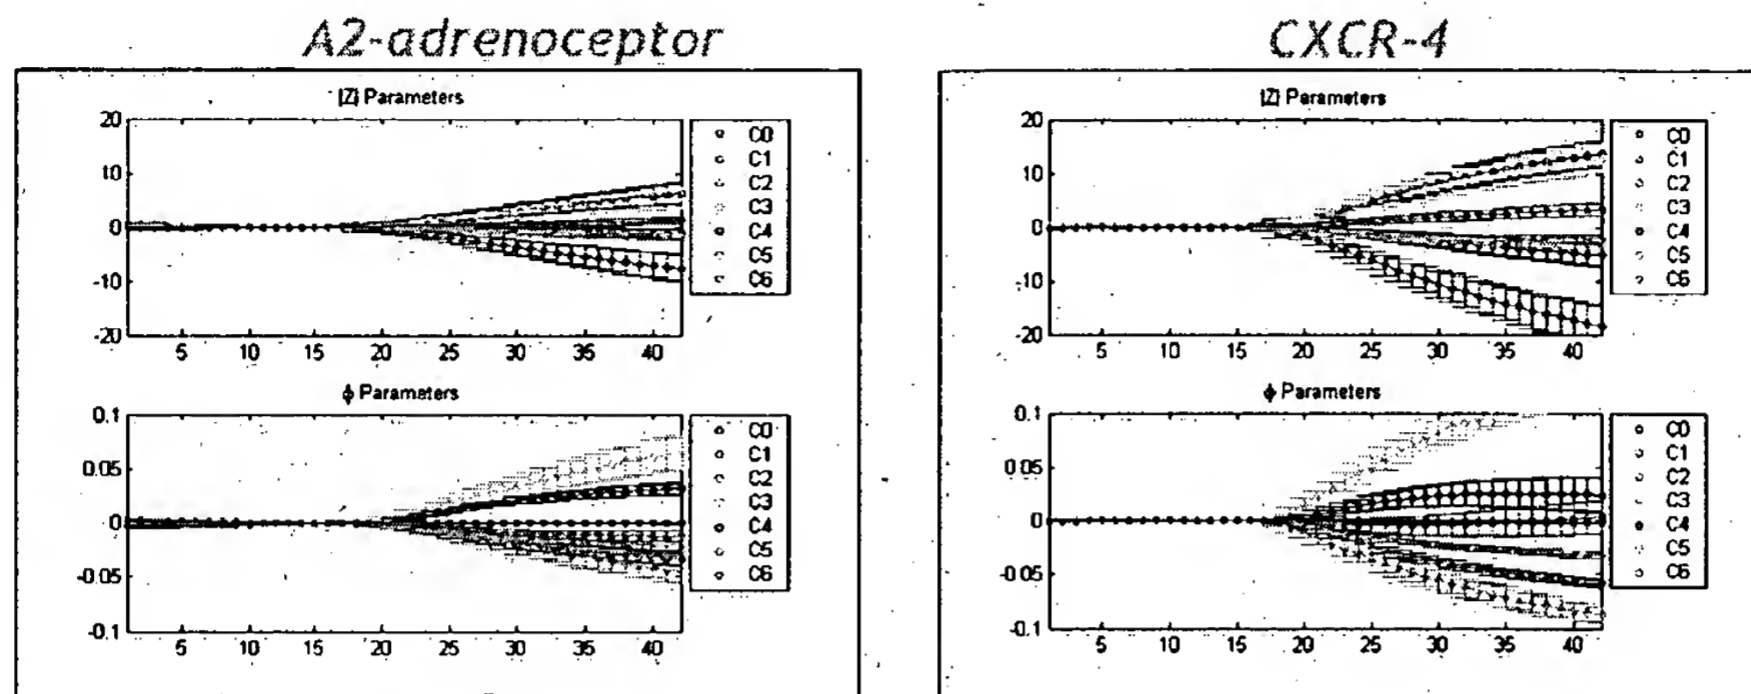 A2-adrenoceptor
CXCR-4
|Z| Parameters
20
10
0
-10
-20
5 10 15 20 25 30 35 40
C0
C1
C2
C3
C4
C5
C6
ϕ Parameters
0.1
0.05
0
-0.05
-0.1
5 10 15 20 25 30 35 40
C0
C1
C2
C3
C4
C5
C6
|Z| Parameters
20
10
0
-10
-20
5 10 15 20 25 30 35 40
C0
C1
C2
C3
C4
C5
C6
ϕ Parameters
0.1
0.05
0
-0.05
-0.1
5 10 15 20 25 30 35 40
C0
C1
C2
C3
C4
C5
C6